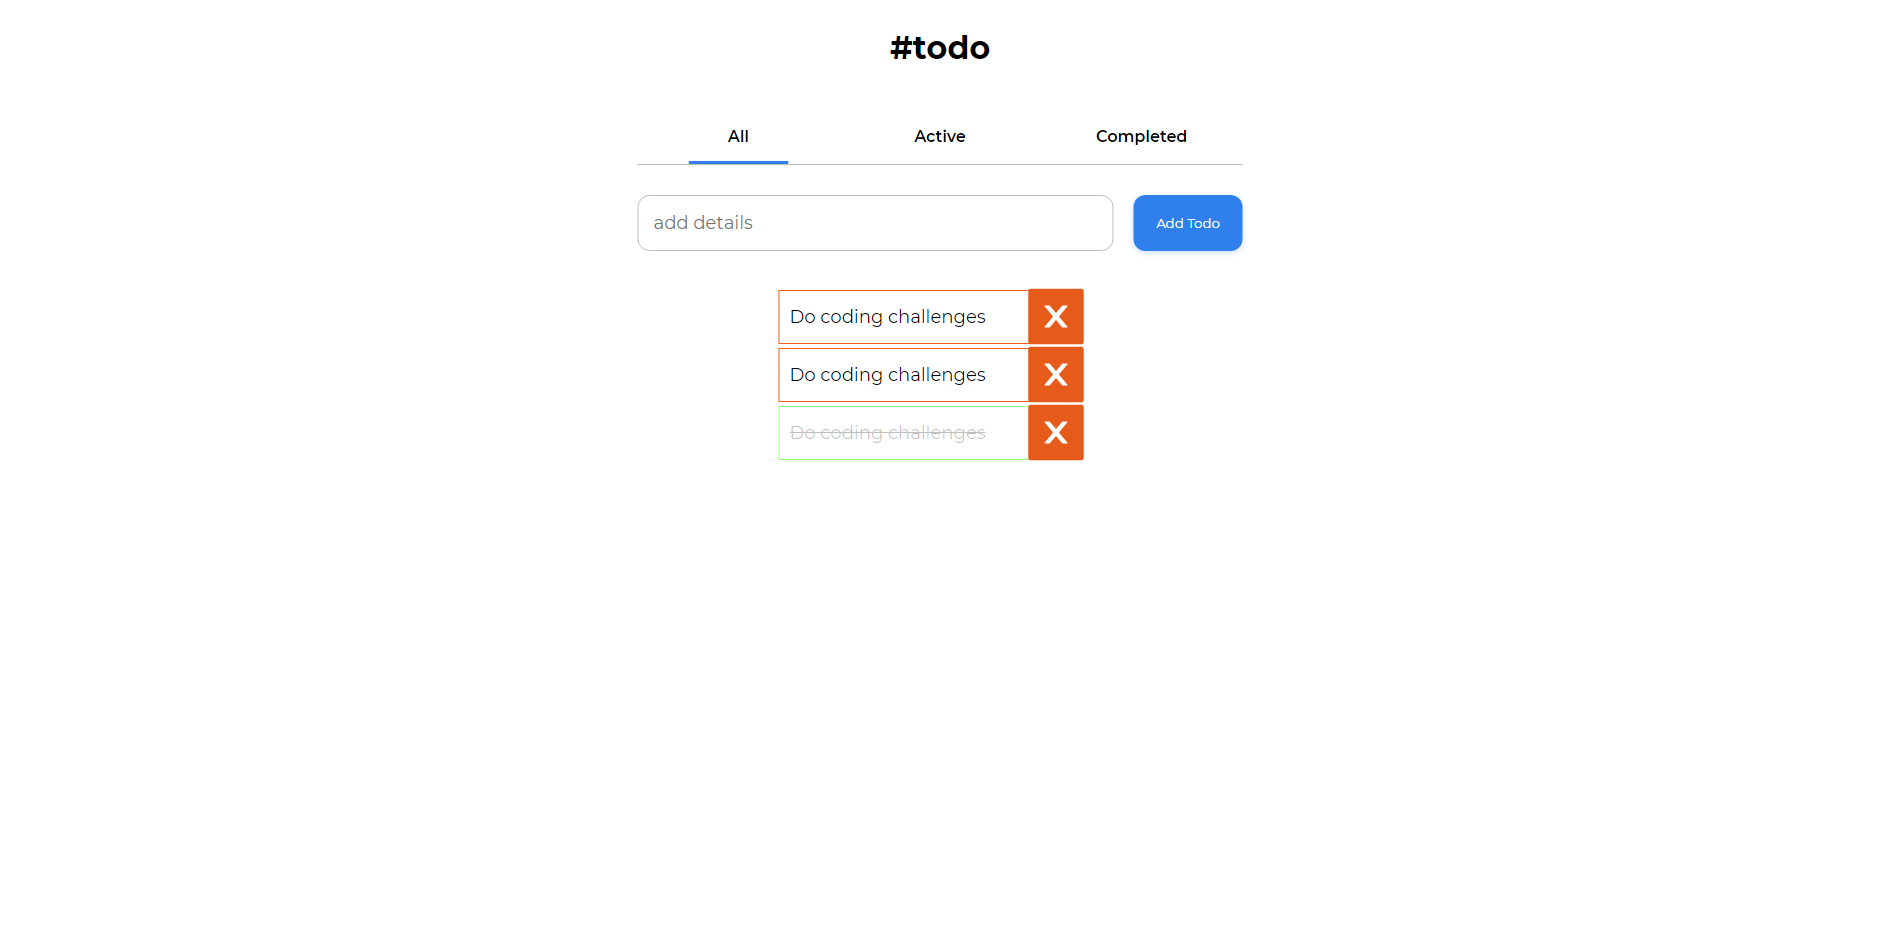 #todo
All Active Completed
add details Add Todo
Do coding challenges X
Do coding challenges X
Do coding challenges X